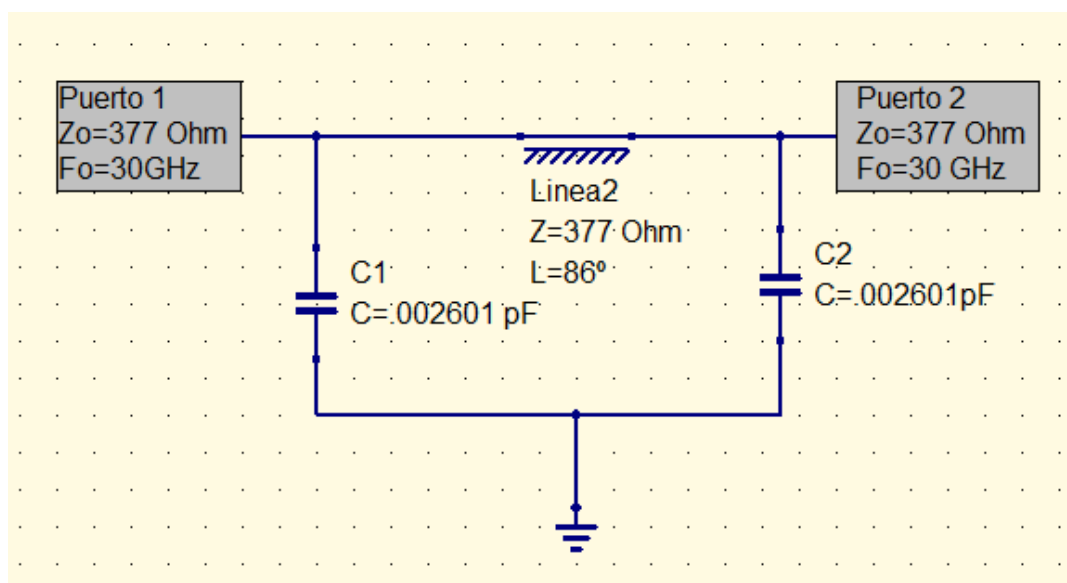 Puerto 1
Zo=377 Ohm
Fo=30GHz
Puerto 2
Zo=377 Ohm
Fo=30 GHz
Linea2
Z=377 Ohm
L=86º
C1
C=.002601 pF
C2
C=.002601pF